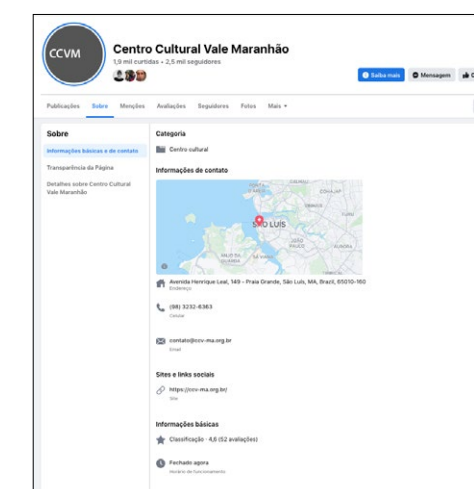 CCVM
Centro Cultural Vale Maranhão
1,9 mil curtidas • 2,5 mil seguidores
Saiba mais
Mensagem
Publicações Sobre Menções Avaliações Seguidores Fotos Mais
Sobre
Informações básicas e de contato
Transparência da Página
Detalhes sobre Centro Cultural
Vale Maranhão
Categoria
Centro cultural
Informações de contato
SÃO LUÍS
Avenida Henrique Leal, 149 - Praia Grande, São Luís, MA, Brazil, 65010-160
Endereço
(98) 3232-6363
Celular
contato@ccv-ma.org.br
Email
Sites e links sociais
https://ccv-ma.org.br/
Site
Informações básicas
Classificação · 4,6 (52 avaliações)
Fechado agora
Horário de funcionamento